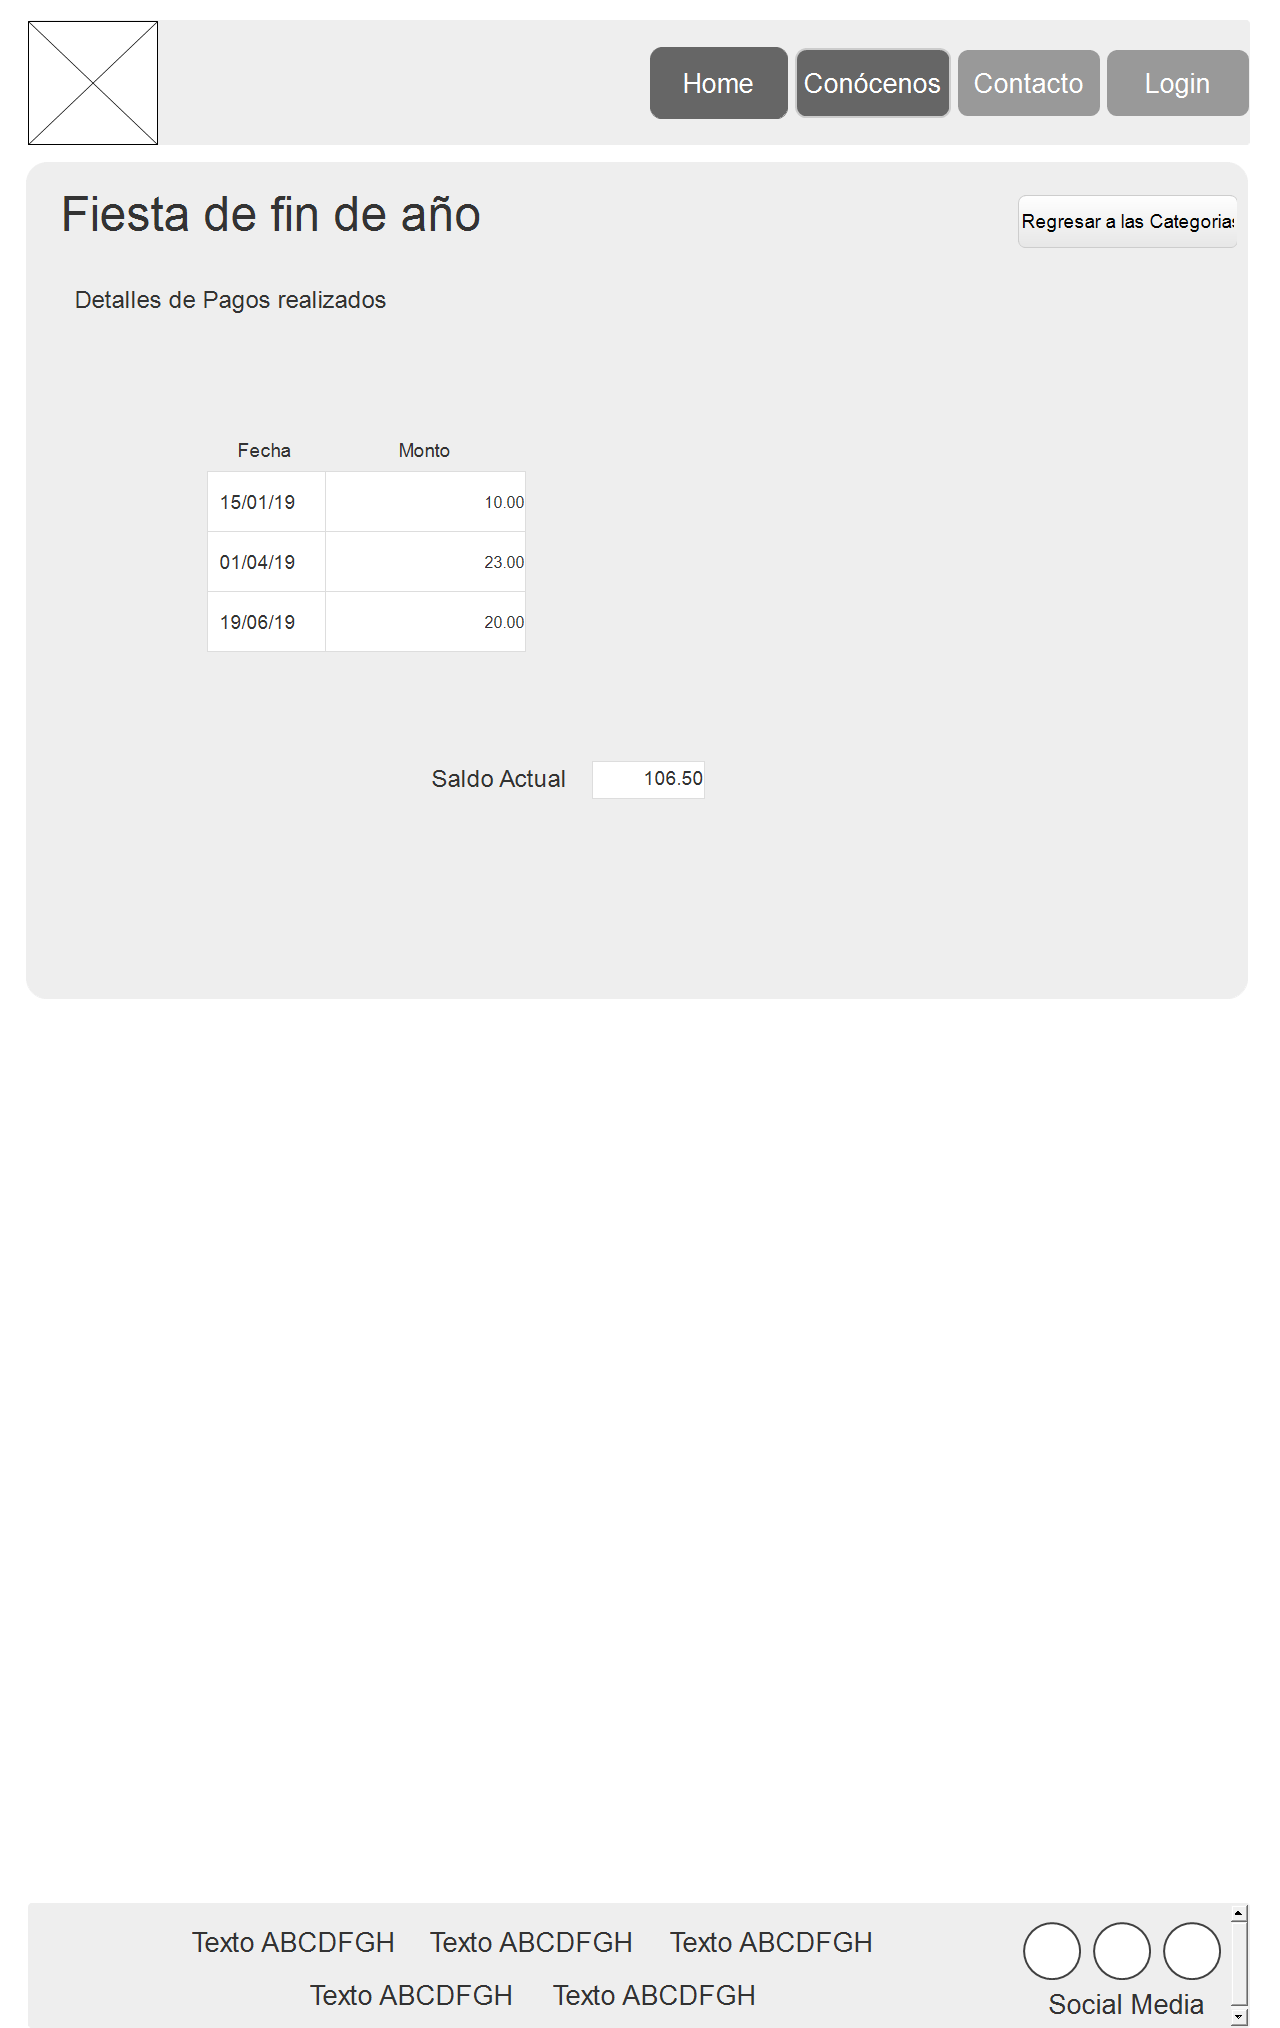 Home Conócenos Contacto Login
Fiesta de fin de año
Regresar a las Categorias
Detalles de Pagos realizados
Fecha Monto
15/01/19 10.00
01/04/19 23.00
19/06/19 20.00
Saldo Actual 106.50
Texto ABCDFGH Texto ABCDFGH Texto ABCDFGH
Texto ABCDFGH Texto ABCDFGH
Social Media